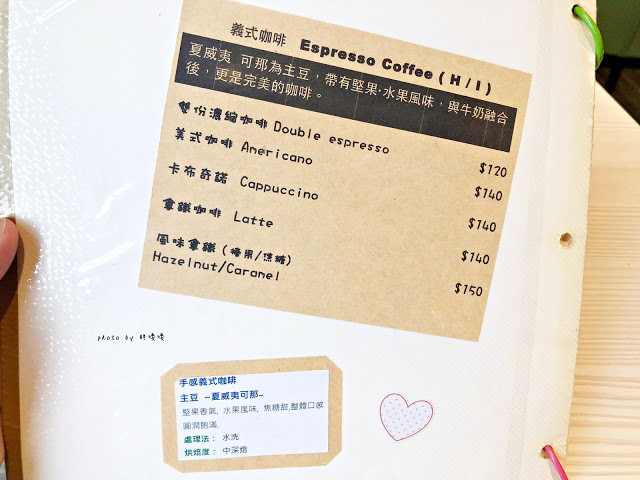 義式咖啡 Espresso Coffee ( H / I )
夏威夷 可那為主豆，帶有堅果·水果風味，與牛奶融合
後，更是完美的咖啡。
雙份濃縮咖啡 Double espresso $120
美式咖啡 Americano $140
卡布奇諾 Cappuccino $140
拿鐵咖啡 Latte $140
風味拿鐵 (榛果/焦糖)
Hazelnut/Caramel $150
photo by
手感義式咖啡
主豆 ~夏威夷可那~
堅果香氣, 水果風味, 焦糖甜,整體口感
圓潤飽滿.
處理法： 水洗
烘焙度： 中深焙